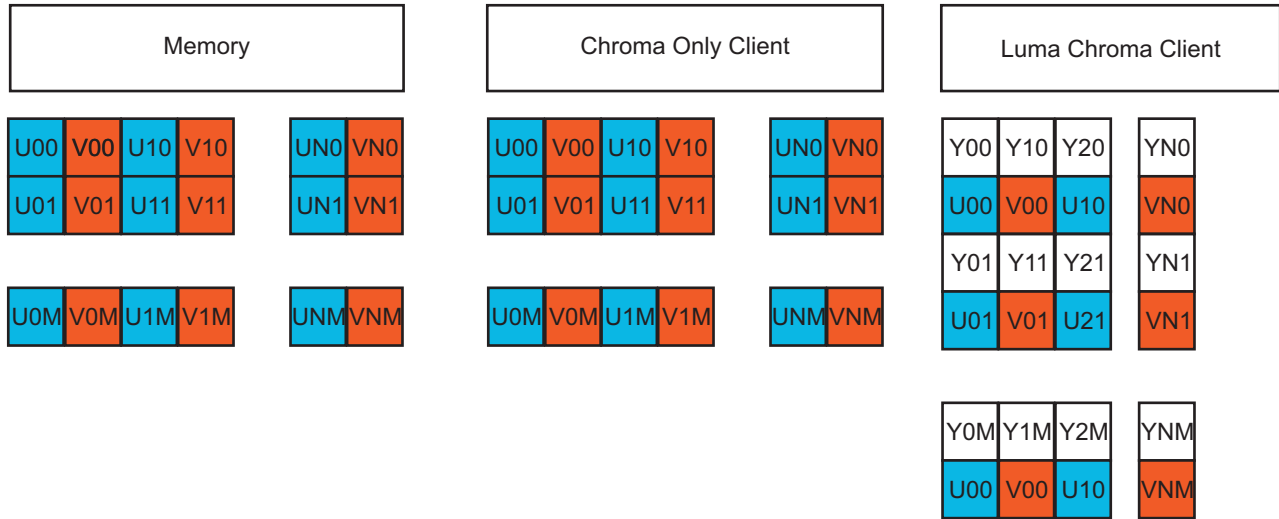 Memory Chroma Only Client Luma Chroma Client
U00 V00 U10 V10 UN0 VN0 U00 V00 U10 V10 UN0 VN0 Y00 Y10 Y20 YN0
U01 V01 U11 V11 UN1 VN1 U01 V01 U11 V11 UN1 VN1 U00 V00 U10 VN0
Y01 Y11 Y21 YN1
U0M V0M U1M V1M UNM VNM U0M V0M U1M V1M UNM VNM U01 V01 U21 VN1
Y0M Y1M Y2M YNM
U00 V00 U10 VNM